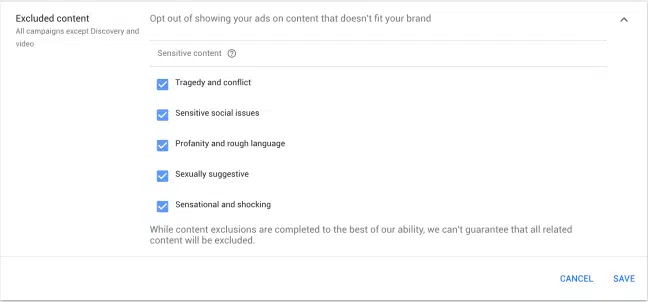 Excluded content
All campaigns except Discovery and
video
Opt out of showing your ads on content that doesn't fit your brand
Sensitive content ?
Tragedy and conflict
Sensitive social issues
Profanity and rough language
Sexually suggestive
Sensational and shocking
While content exclusions are completed to the best of our ability, we can't guarantee that all related
content will be excluded.
CANCEL SAVE